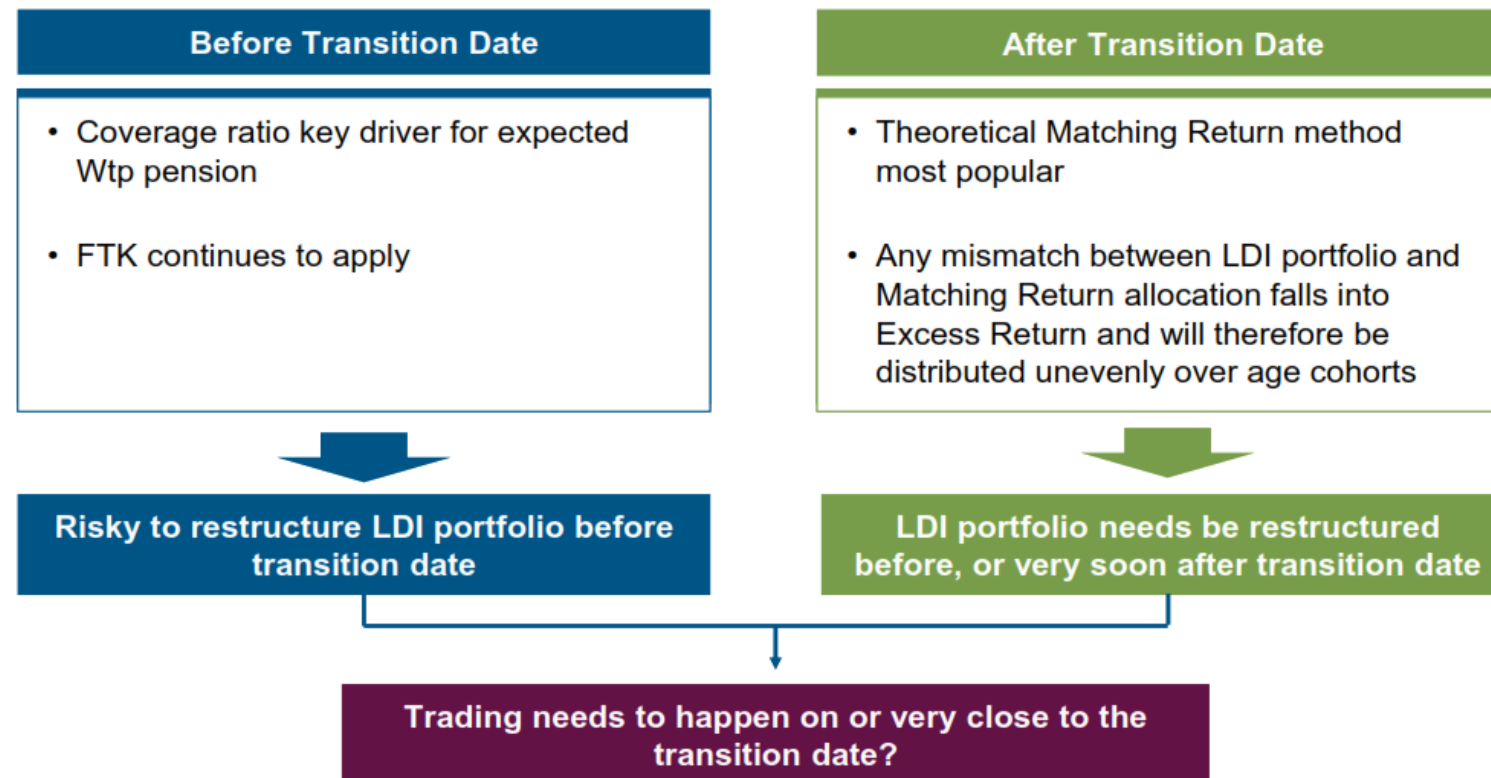 Before Transition Date
• Coverage ratio key driver for expected
Wtp pension
• FTK continues to apply
Risky to restructure LDI portfolio before
transition date
After Transition Date
• Theoretical Matching Return method
most popular
• Any mismatch between LDI portfolio and
Matching Return allocation falls into
Excess Return and will therefore be
distributed unevenly over age cohorts
LDI portfolio needs be restructured
before, or very soon after transition date
Trading needs to happen on or very close to the
transition date?